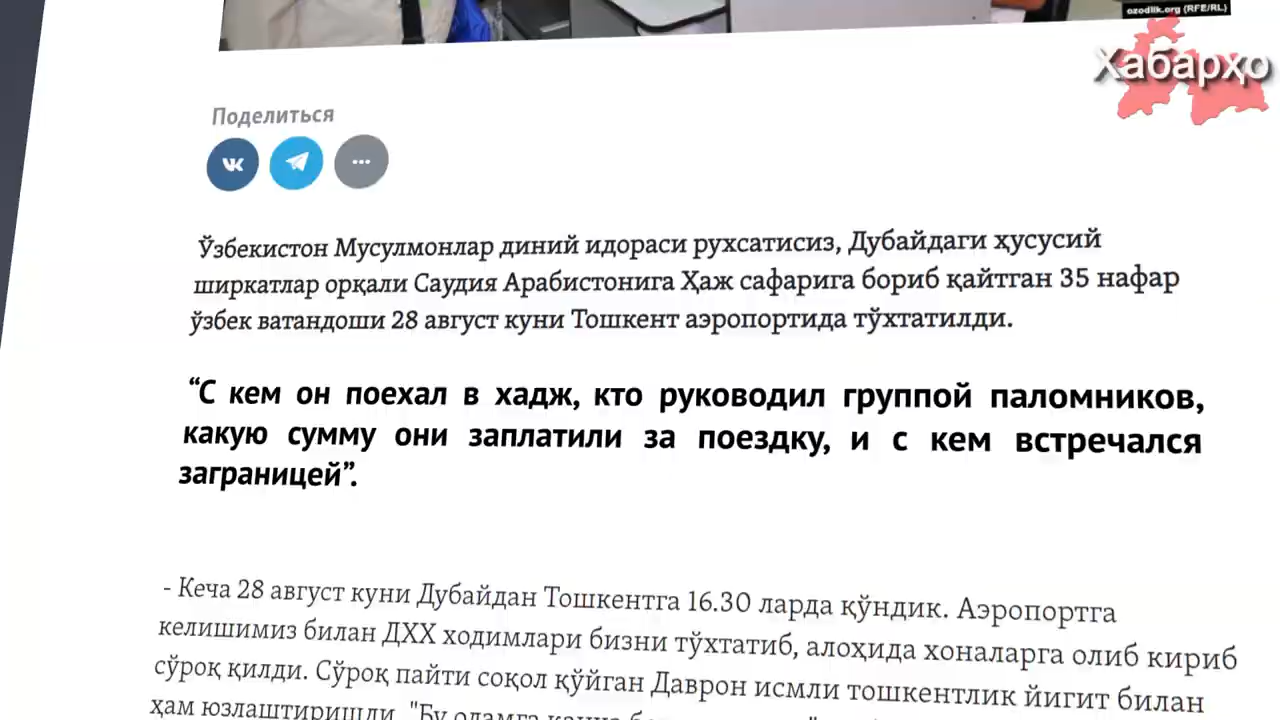 ozodlik.org (RFE/RL)
Хабарҳо
Поделиться
Ўзбекистон Мусулмонлар диний идораси рухсатисиз, Дубайдаги ҳусусий
ширкатлар орқали Саудия Арабистонига Ҳаж сафарига бориб қайтган 35 нафар
ўзбек ватандоши 28 август куни Тошкент аэропортида тўхтатилди.
“С кем он поехал в хадж, кто руководил группой паломников,
какую сумму они заплатили за поездку, и с кем встречался
заграницей”.
- Кеча 28 август куни Дубайдан Тошкентга 16.30 ларда қўндик. Аэропортга
келишимиз билан ДХХ ходимлари бизни тўхтатиб, алоҳида хоналарга олиб кириб
сўроқ қилди. Сўроқ пайти соқол қўйган Даврон исмли тошкентлик йигит билан
ҳам юзлаштиришди. "Бу одамга